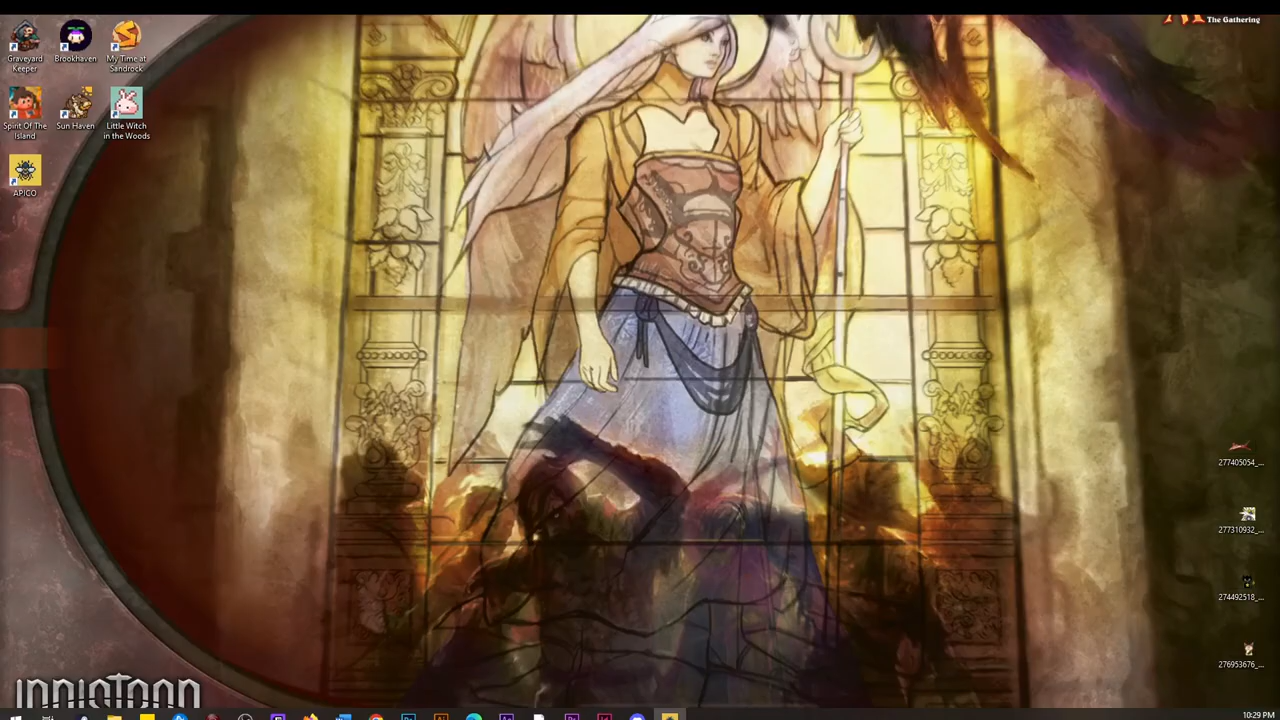 The Gathering
Graveyard
Keeper
Brookhaven
My Time at
Sandrock
Spirit Of The
Island
Sun Haven
Little Witch
in the Woods
APICO
277405054_...
277310932_...
274492518_...
276953676_...
INNISTRAD
10:29 PM